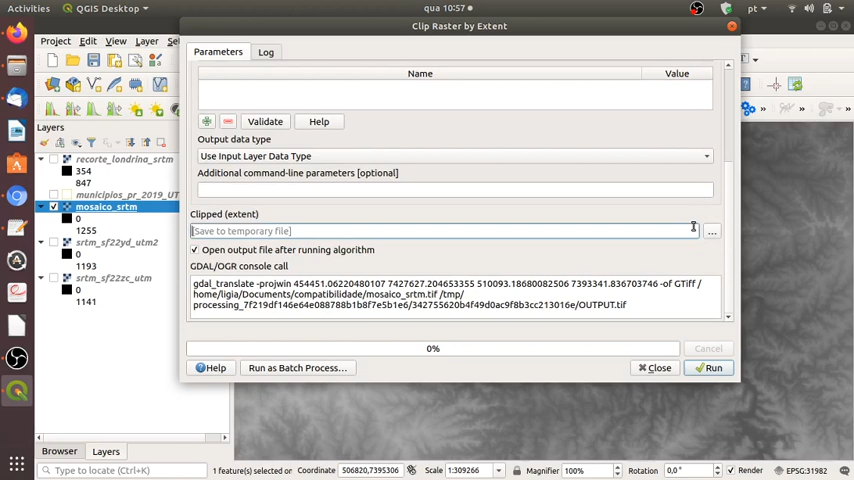 QGIS Desktop
qua 10:57
pt
Clip Raster by Extent
Project Edit View Layer
Parameters
Log
Name Value
Validate
Help
Output data type
Use Input Layer Data Type
Additional command-line parameters [optional]
Clipped (extent)
[Save to temporary file]
...
Open output file after running algorithm
GDAL/OGR console call
gdal_translate -projwin 454451.06220480107 7427627.204653355 510093.18680082506 7393341.836703746 -of GTiff /
home/ligia/Documents/compatibilidade/mosaico_srtm.tif /tmp/
processing_7f219df146e64e088788b1b8f7e5b1e6/342755620b4f49d0ac9f8b3cc213016e/OUTPUT.tif
0%
Cancel
Help
Run as Batch Process...
Close
Run
Layers
recorte_londrina_srtm
354
847
municipios_pr_2019_UT
mosaico_srtm
0
1255
srtm_sf22yd_utm2
0
1193
srtm_sf22zc_utm
0
1141
Browser
Layers
Type to locate (Ctrl+K)
1 feature(s) selected on
Coordinate
506820,7395306
Scale
1:309266
Magnifier
100%
Rotation
0,0 °
Render
EPSG:31982